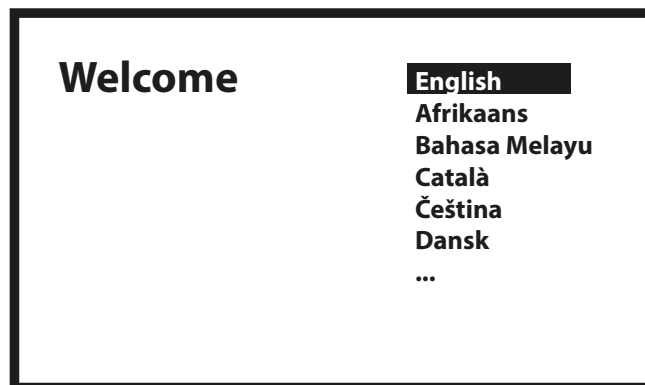 Welcome
English
Afrikaans
Bahasa Melayu
Català
Čeština
Dansk
...